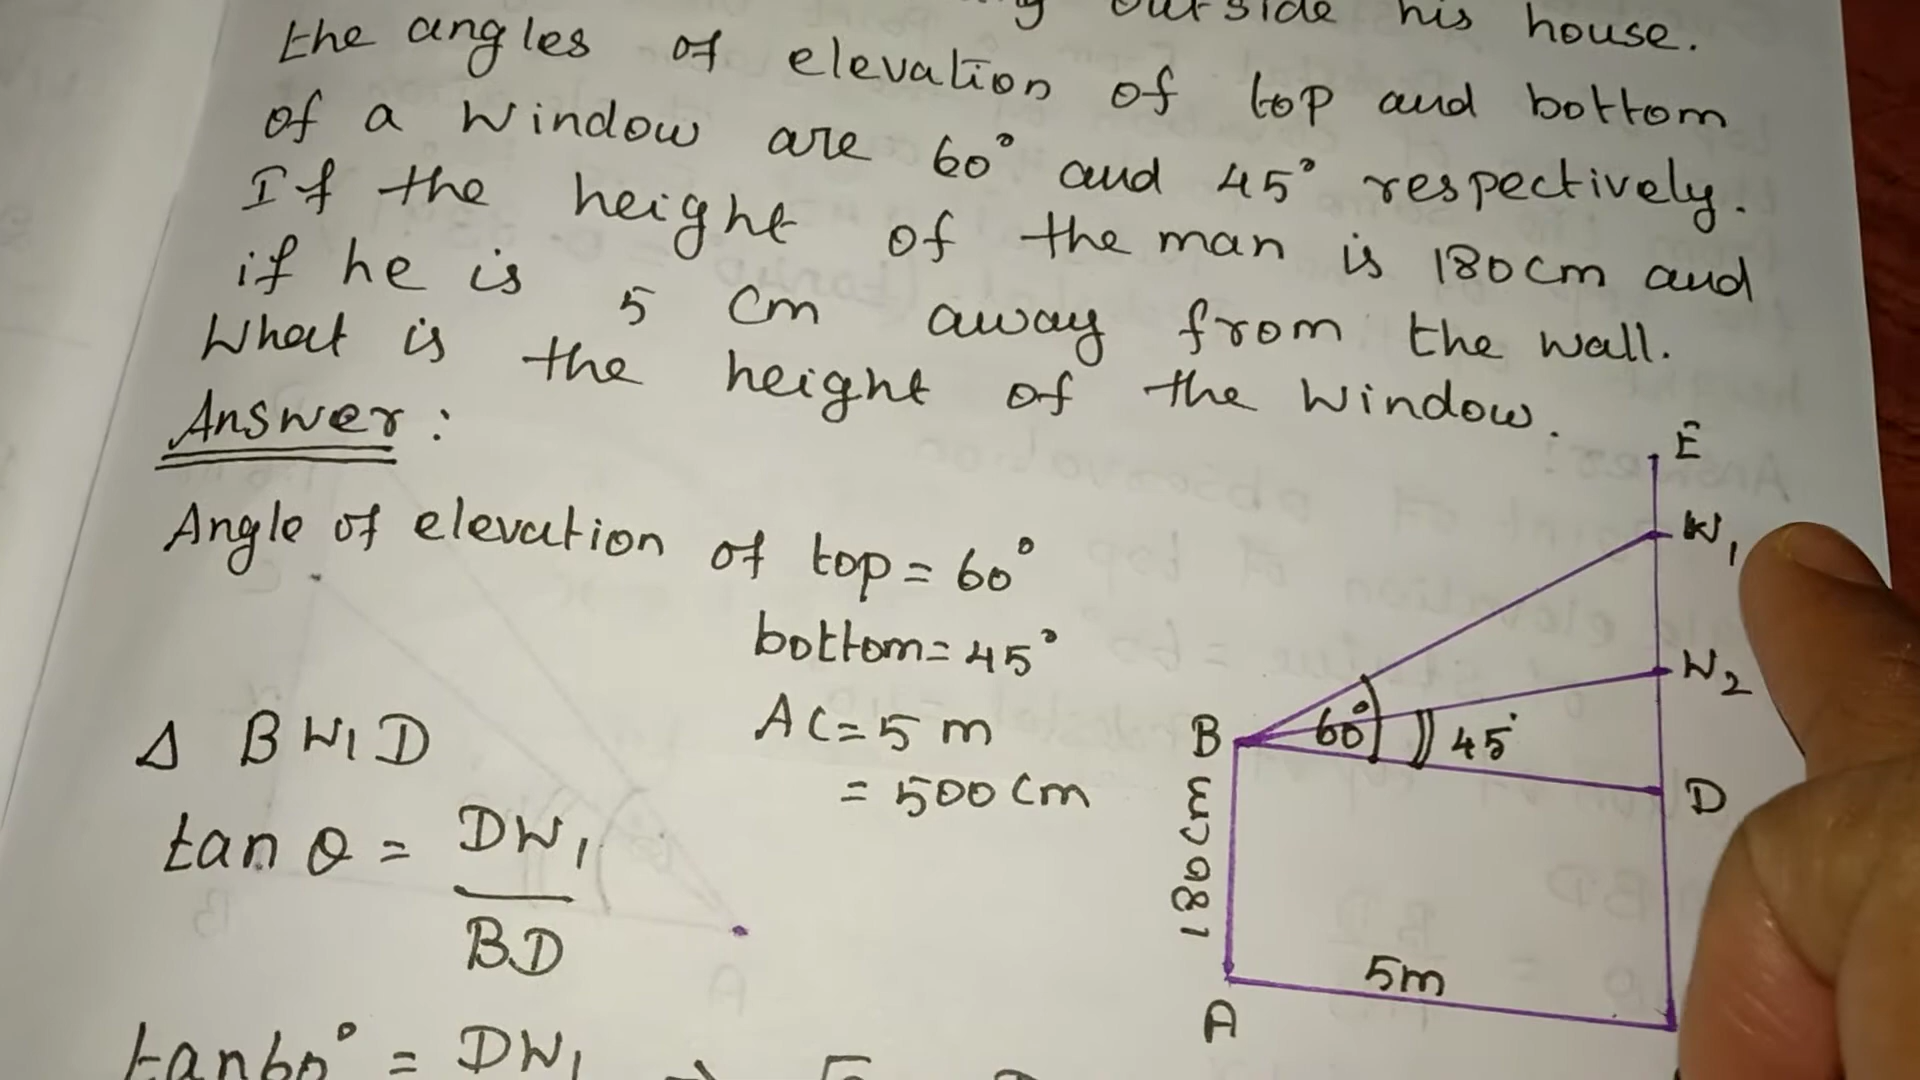 outside his house.
the angles of elevation of top and bottom
of a window are 60° and 45° respectively.
If the height of the man is 180cm and
if he is 5 cm away from the wall.
What is the height of the window.
Answer:
Angle of elevation of top = 60°
bottom = 45°
AC = 5 m
= 500 cm
Δ BW1D
tan θ = DW1
BD
tan60° = DW1
E
W1
W2
B
60°
45°
D
180cm
5m
A